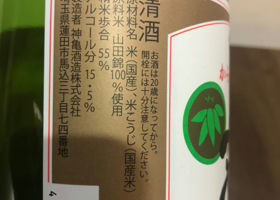 清酒
お酒は20歳になってから。
開栓には十分注意してください。
原材料名 米(国産)、米こうじ(国産米)
原料米 山田錦100%使用
精米歩合 55%
アルコール分 15.5%
製造者 神亀酒造株式会社
埼玉県蓮田市馬込三丁目七四番地